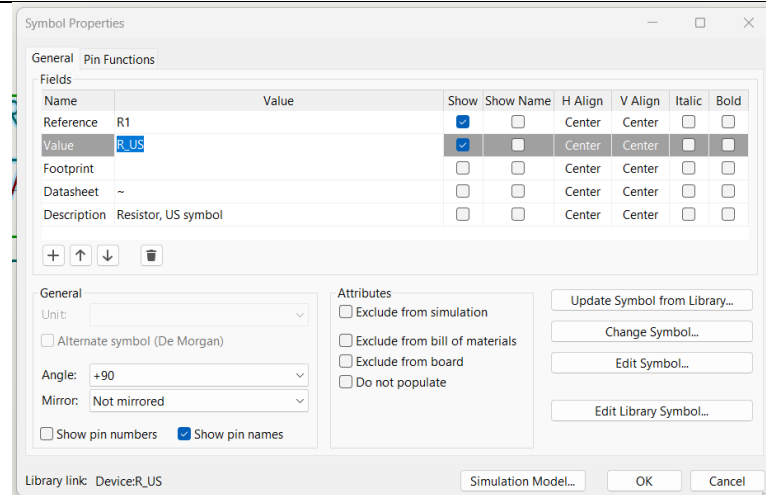 Symbol Properties
General Pin Functions
Fields
Name Value Show Show Name H Align V Align Italic Bold
Reference R1 Center Center
Value R_US Center Center
Footprint Center Center
Datasheet ~ Center Center
Description Resistor, US symbol Center Center
General
Unit:
Alternate symbol (De Morgan)
Angle: +90
Mirror: Not mirrored
Show pin numbers Show pin names
Attributes
Exclude from simulation
Exclude from bill of materials
Exclude from board
Do not populate
Update Symbol from Library...
Change Symbol...
Edit Symbol...
Edit Library Symbol...
Library link: Device:R_US
Simulation Model... OK Cancel